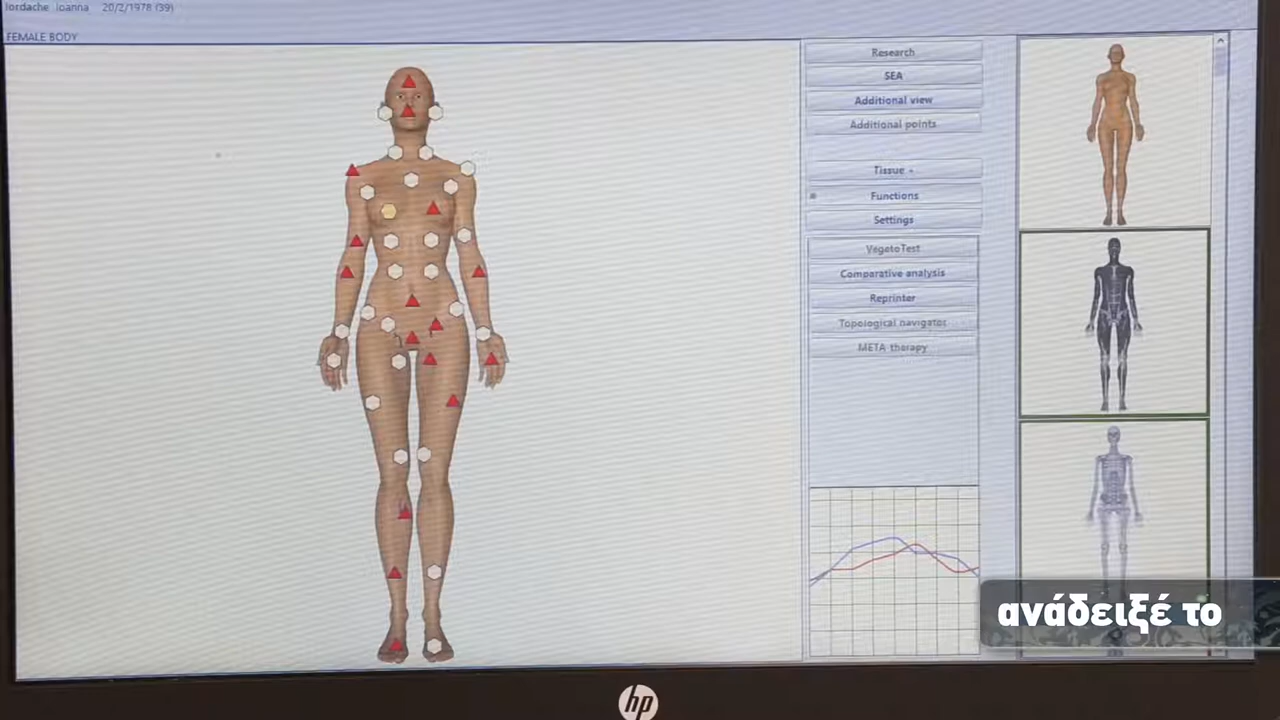 Iordache Ioanna 20/2/1978 (39)
FEMALE BODY
Research
SEA
Additional view
Additional points
Tissue -
Functions
Settings
VegetoTest
Comparative analysis
Reprinter
Topological navigator
META therapy
ανάδειξέ το
hp